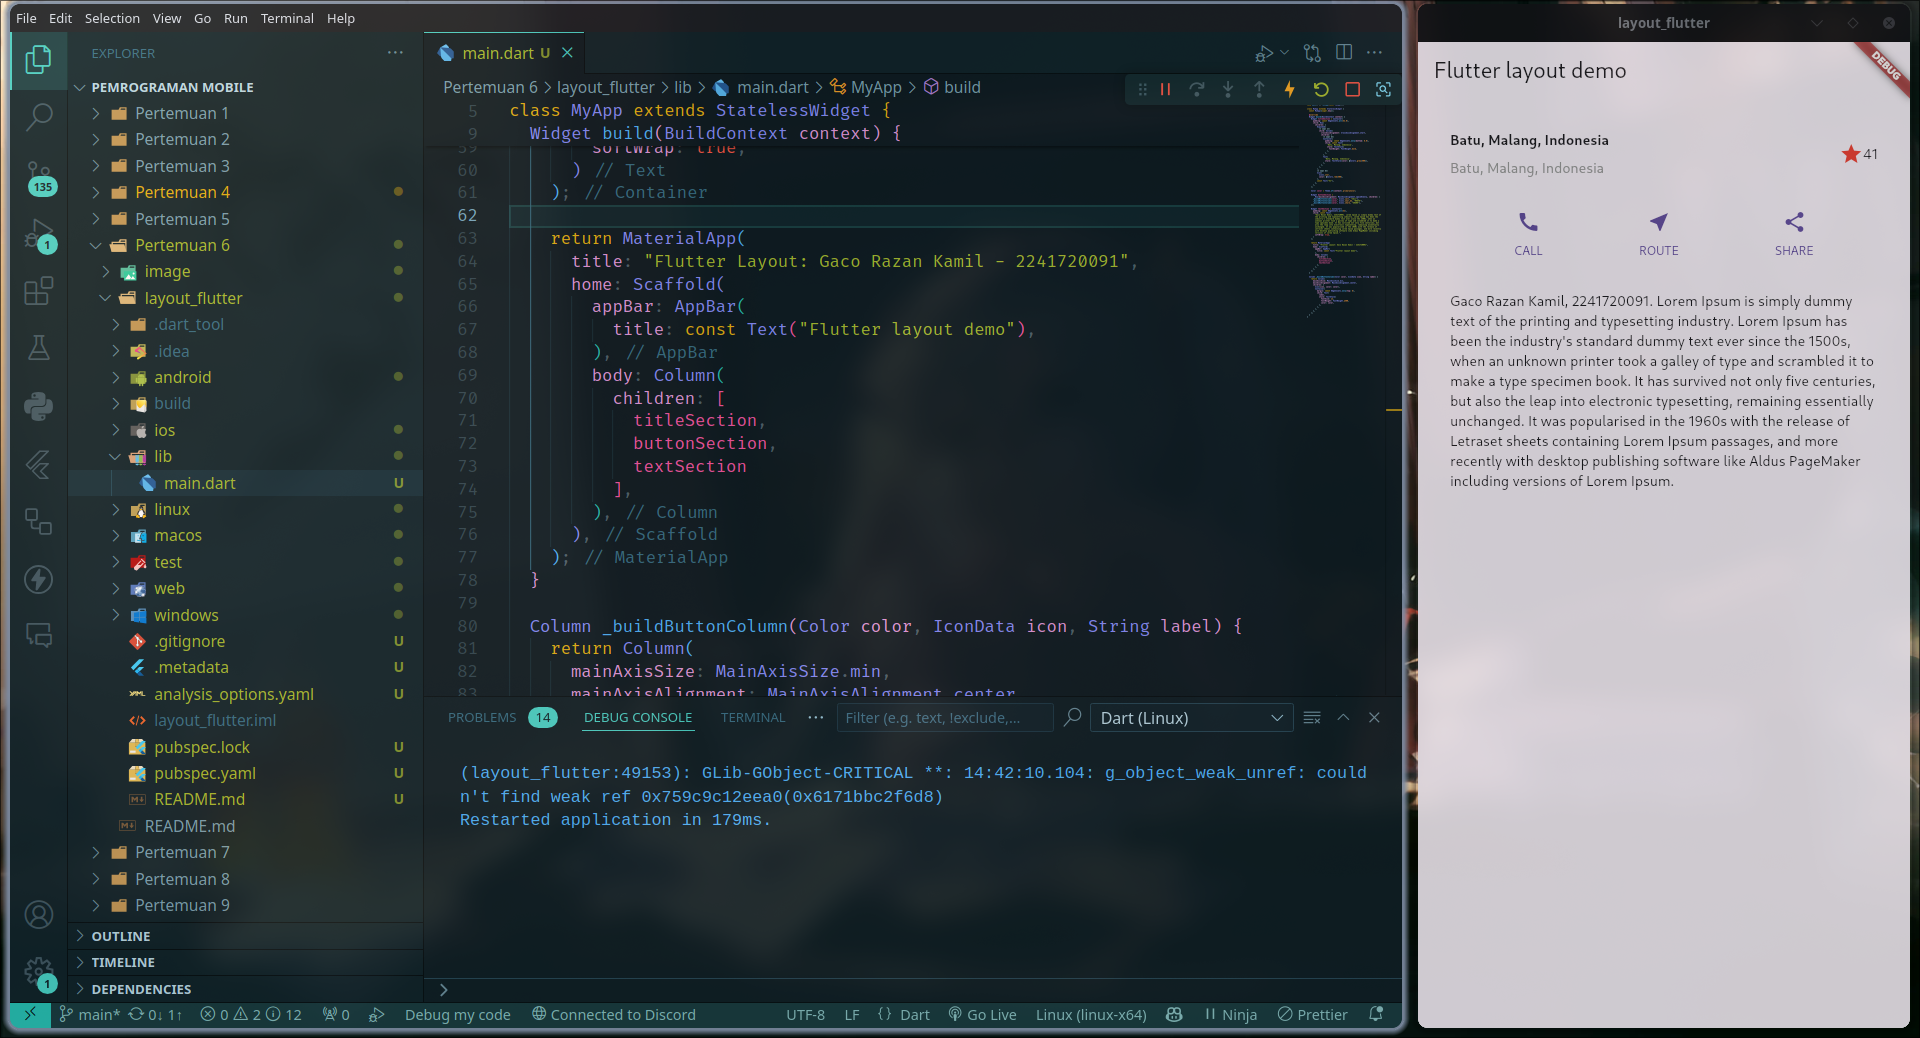 File Edit Selection View Go Run Terminal Help
EXPLORER
PEMROGRAMAN MOBILE
Pertemuan 1
Pertemuan 2
Pertemuan 3
Pertemuan 4
Pertemuan 5
Pertemuan 6
image
layout_flutter
.dart_tool
.idea
android
build
ios
lib
main.dart U
linux
macos
test
web
windows
.gitignore U
.metadata U
analysis_options.yaml U
layout_flutter.iml
pubspec.lock U
pubspec.yaml U
README.md U
README.md
Pertemuan 7
Pertemuan 8
Pertemuan 9
OUTLINE
TIMELINE
DEPENDENCIES
135
1
1
main.dart U
Pertemuan 6 > layout_flutter > lib > main.dart > MyApp > build
5 class MyApp extends StatelessWidget {
9 Widget build(BuildContext context) {
59 softWrap: true,
60 ) // Text
61 ); // Container
62
63 return MaterialApp(
64 title: "Flutter Layout: Gaco Razan Kamil - 2241720091",
65 home: Scaffold(
66 appBar: AppBar(
67 title: const Text("Flutter layout demo"),
68 ), // AppBar
69 body: Column(
70 children: [
71 titleSection,
72 buttonSection,
73 textSection
74 ],
75 ), // Column
76 ), // Scaffold
77 ); // MaterialApp
78 }
79
80 Column _buildButtonColumn(Color color, IconData icon, String label) {
81 return Column(
82 mainAxisSize: MainAxisSize.min,
83 mainAxisAlignment: MainAxisAlignment.center
PROBLEMS 14 DEBUG CONSOLE TERMINAL Filter (e.g. text, !exclude,... Dart (Linux)
(layout_flutter:49153): GLib-GObject-CRITICAL **: 14:42:10.104: g_object_weak_unref: could
n't find weak ref 0x759c9c12eea0(0x6171bbc2f6d8)
Restarted application in 179ms.
main* 0↓ 1↑ 0 2 12 0 Debug my code Connected to Discord UTF-8 LF {} Dart Go Live Linux (linux-x64) Ninja Prettier
layout_flutter
DEBUG
Flutter layout demo
Batu, Malang, Indonesia
Batu, Malang, Indonesia
41
CALL ROUTE SHARE
Gaco Razan Kamil, 2241720091. Lorem Ipsum is simply dummy
text of the printing and typesetting industry. Lorem Ipsum has
been the industry's standard dummy text ever since the 1500s,
when an unknown printer took a galley of type and scrambled it to
make a type specimen book. It has survived not only five centuries,
but also the leap into electronic typesetting, remaining essentially
unchanged. It was popularised in the 1960s with the release of
Letraset sheets containing Lorem Ipsum passages, and more
recently with desktop publishing software like Aldus PageMaker
including versions of Lorem Ipsum.